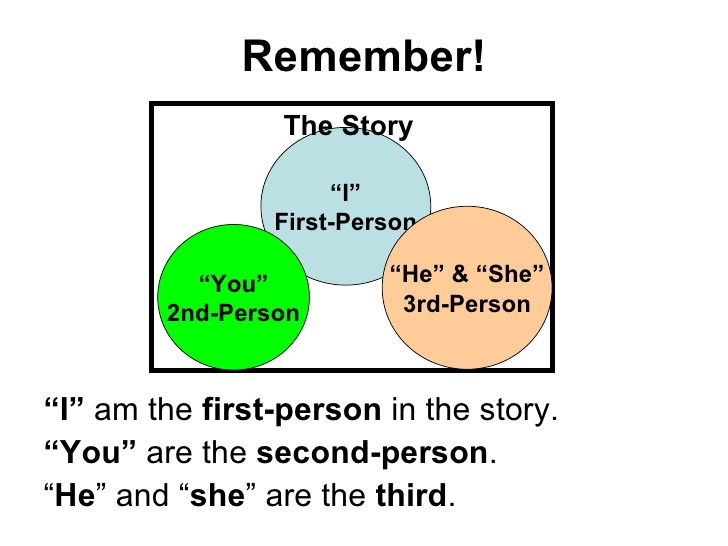 Remember!
The Story
“I”
First-Person
“You”
2nd-Person
“He” & “She”
3rd-Person
“I” am the first-person in the story.
“You” are the second-person.
“He” and “she” are the third.